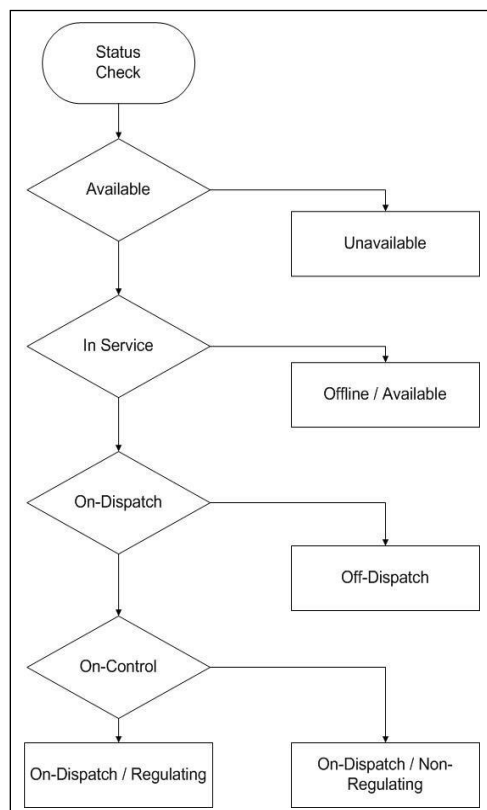 Status
Check
Available
Unavailable
In Service
Offline / Available
On-Dispatch
Off-Dispatch
On-Control
On-Dispatch / Regulating
On-Dispatch / Non-
Regulating